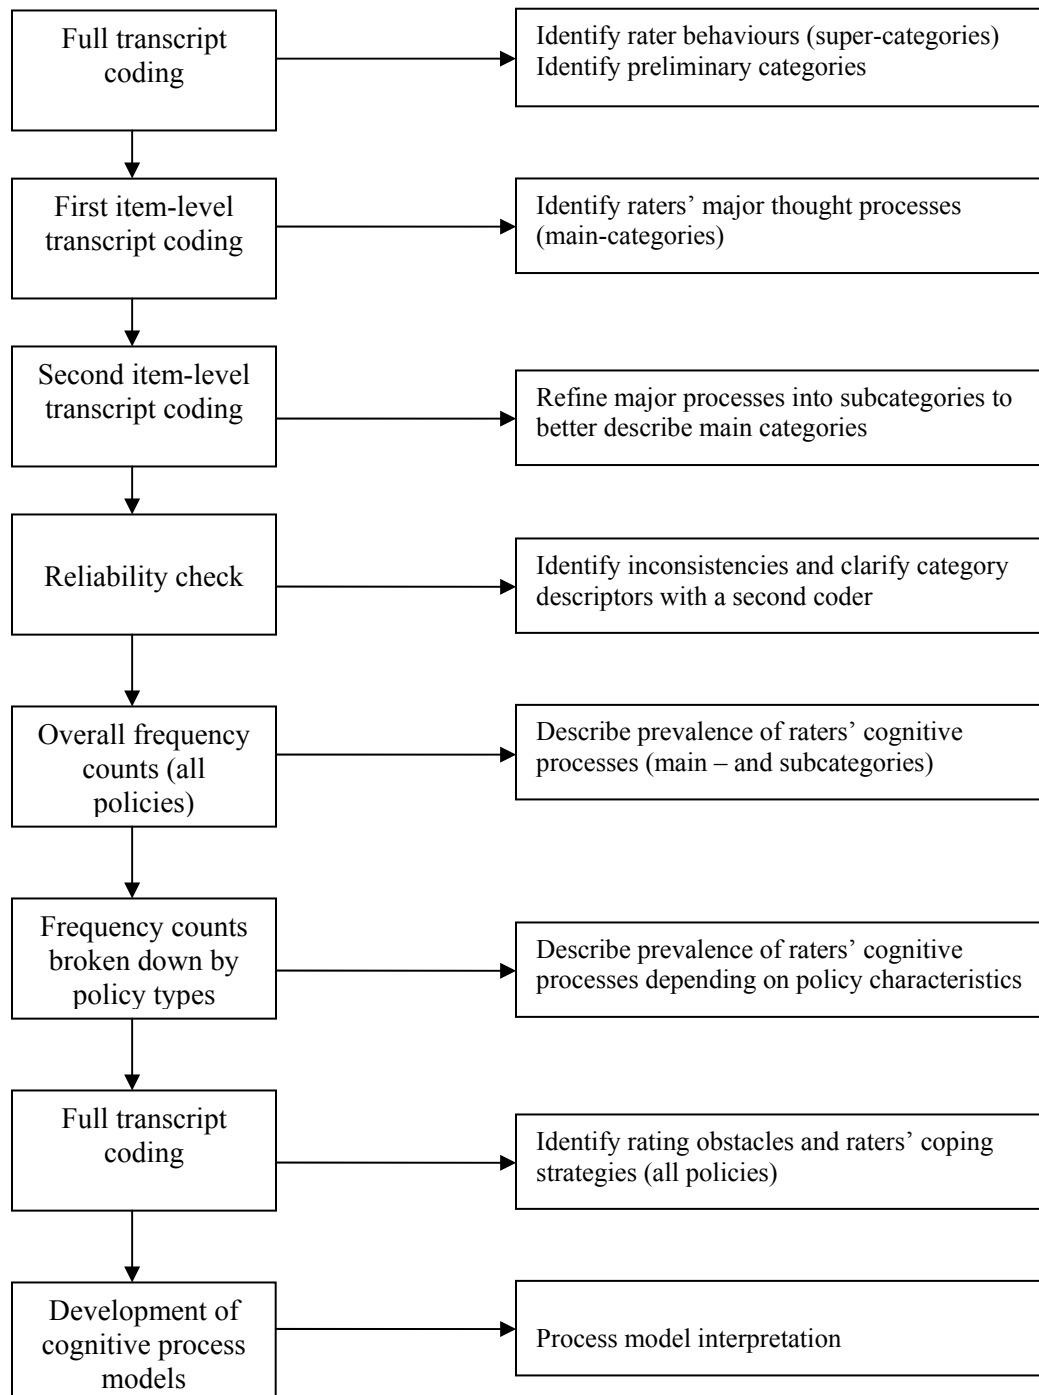 Full transcript
coding
Identify rater behaviours (super-categories)
Identify preliminary categories
First item-level
transcript coding
Identify raters’ major thought processes
(main-categories)
Second item-level
transcript coding
Refine major processes into subcategories to
better describe main categories
Reliability check
Identify inconsistencies and clarify category
descriptors with a second coder
Overall frequency
counts (all
policies)
Describe prevalence of raters’ cognitive
processes (main – and subcategories)
Frequency counts
broken down by
policy types
Describe prevalence of raters’ cognitive
processes depending on policy characteristics
Full transcript
coding
Identify rating obstacles and raters’ coping
strategies (all policies)
Development of
cognitive process
models
Process model interpretation